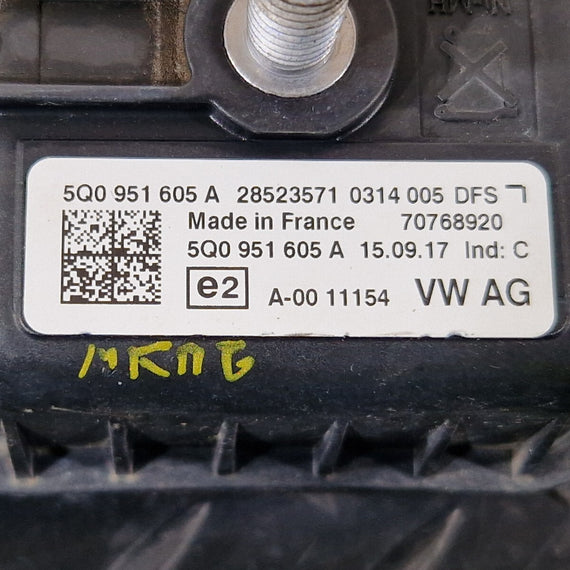 5Q0 951 605 A 28523571 0314 005 DFS
Made in France 70768920
5Q0 951 605 A 15.09.17 Ind: C
e2 A-00 11154 VW AG